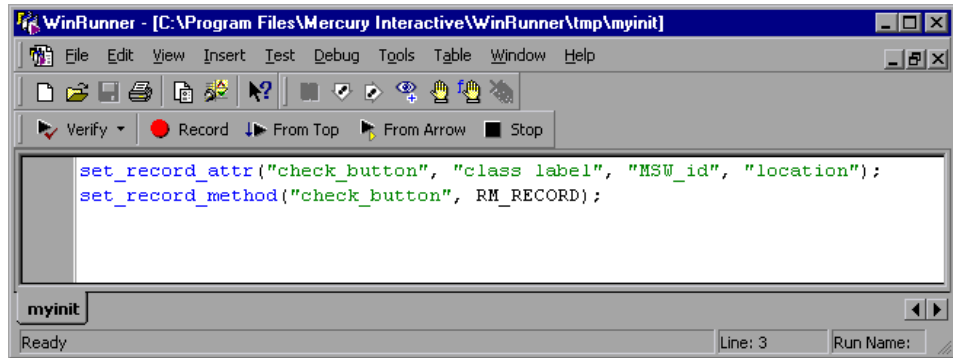 WinRunner - [C:\Program Files\Mercury Interactive\WinRunner\tmp\myinit]
File Edit View Insert Test Debug Tools Table Window Help
Verify Record From Top From Arrow Stop
set_record_attr("check_button", "class label", "MSW_id", "location");
set_record_method("check_button", RM_RECORD);
myinit
Ready Line: 3 Run Name: